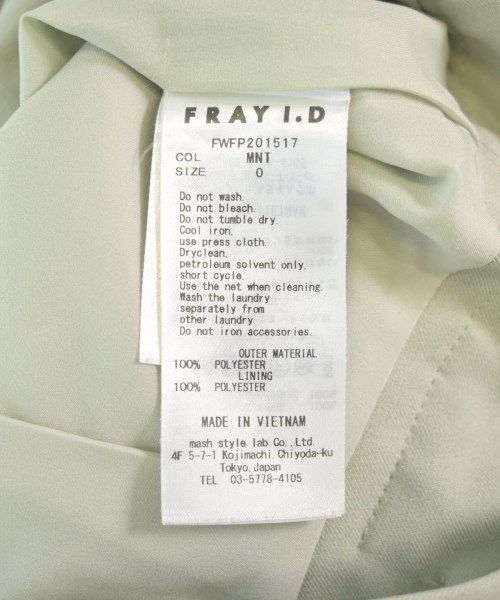 FRAY I.D
FWFP201517
COL MNT
SIZE 0
Do not wash.
Do not bleach.
Do not tumble dry.
Cool iron,
use press cloth.
Dryclean,
petroleum solvent only,
short cycle.
Use the net when cleaning.
Wash the laundry
separately from
other laundry.
Do not iron accessories.
OUTER MATERIAL
100% POLYESTER
LINING
100% POLYESTER
MADE IN VIETNAM
mash style lab Co.,Ltd
4F 5-7-1 Kojimachi.Chiyoda-ku
Tokyo,Japan
TEL 03-5778-4105